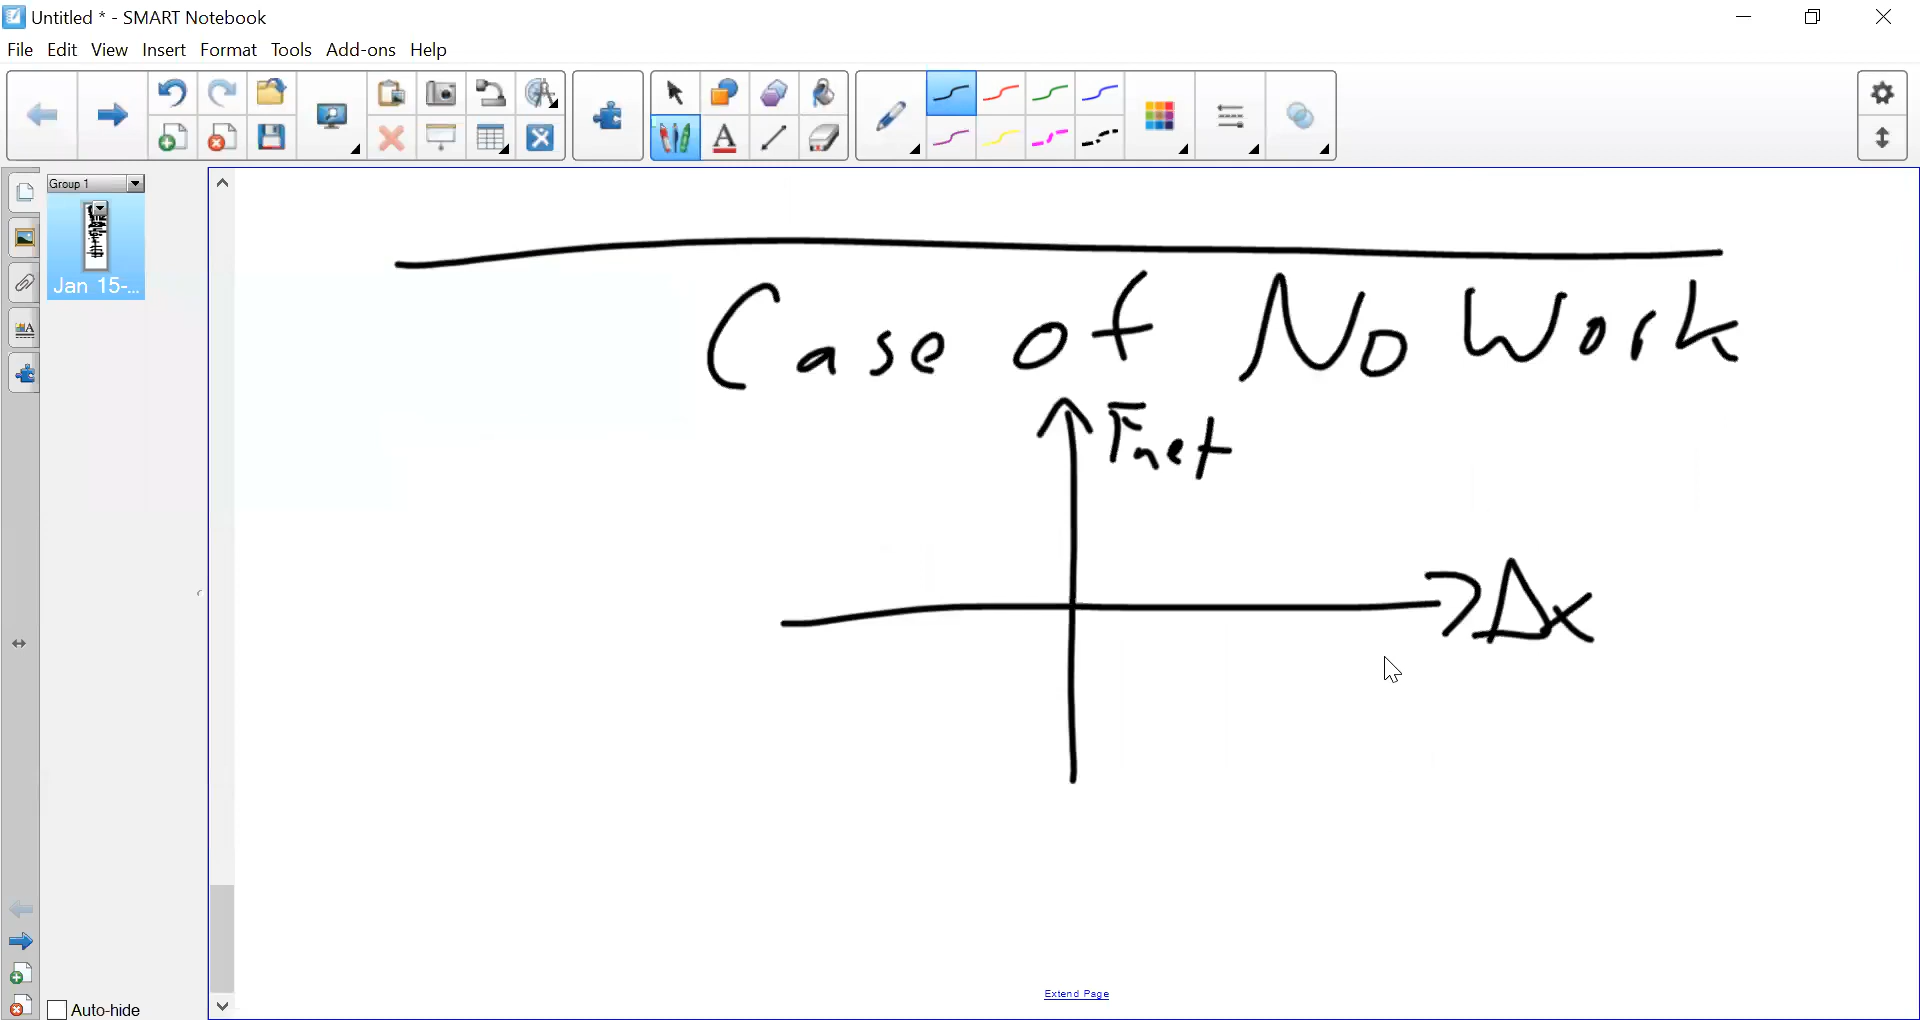 Untitled * - SMART Notebook
File Edit View Insert Format Tools Add-ons Help
Group 1
Jan 15-...
Case of No Work
Fnet
Δx
Extend Page
Auto-hide